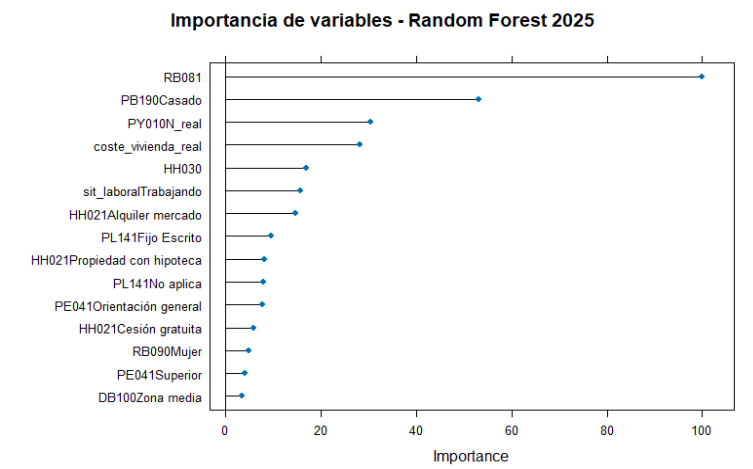 Importancia de variables - Random Forest 2025
RB081
PB190Casado
PY010N_real
coste_vivienda_real
HH030
sit_laboralTrabajando
HH021Alquiler mercado
PL141Fijo Escrito
HH021Propiedad con hipoteca
PL141No aplica
PE041Orientación general
HH021Cesión gratuita
RB090Mujer
PE041Superior
DB100Zona media
0 20 40 60 80 100
Importance